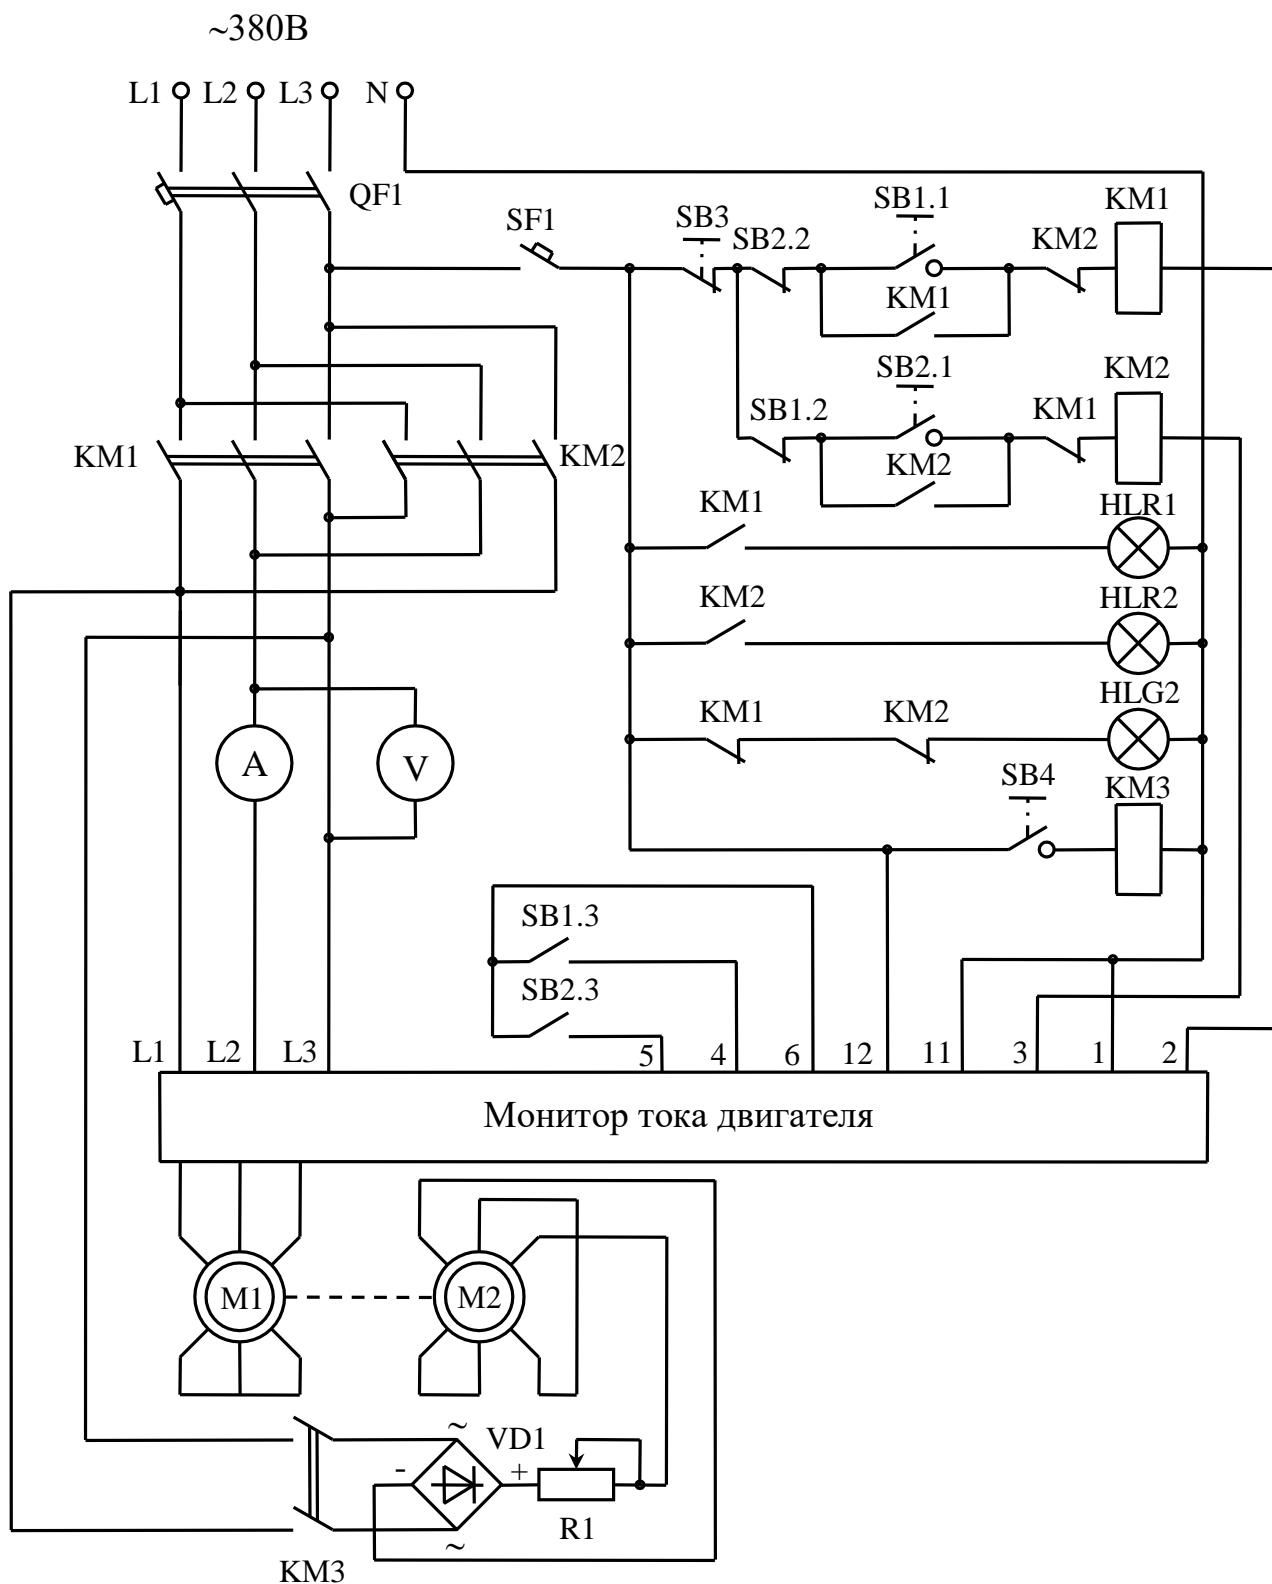 ~380В
L1 L2 L3 N
QF1
SF1
SB3
SB2.2
SB1.1
KM1
KM2
KM1
SB1.2
SB2.1
KM2
KM1
KM2
KM1
KM2
KM1
HLR1
KM2
HLR2
KM1
KM2
HLG2
A
V
SB4
KM3
SB1.3
SB2.3
L1 L2 L3 5 4 6 12 11 3 1 2
Монитор тока двигателя
M1
M2
~
VD1
-
+
R1
~
KM3